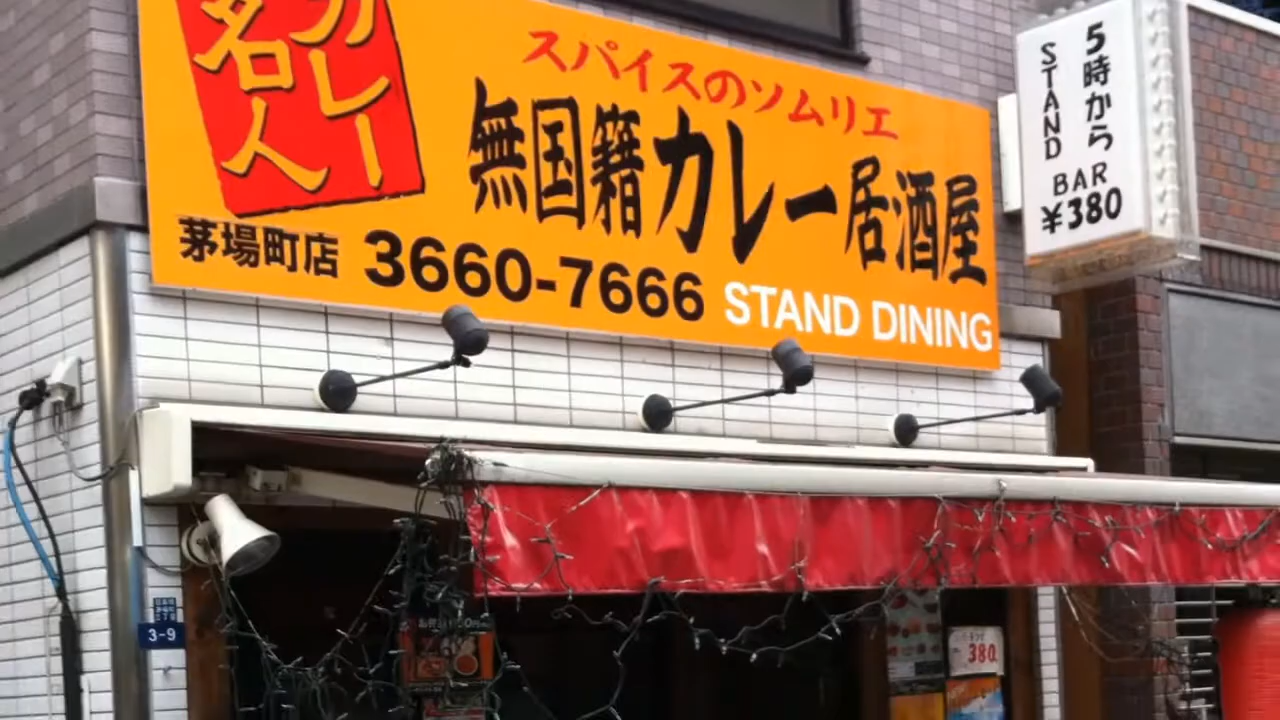 カレー
名人
スパイスのソムリエ
無国籍カレー居酒屋
茅場町店 3660-7666 STAND DINING
5時から
STAND
BAR
¥380
3-9
380